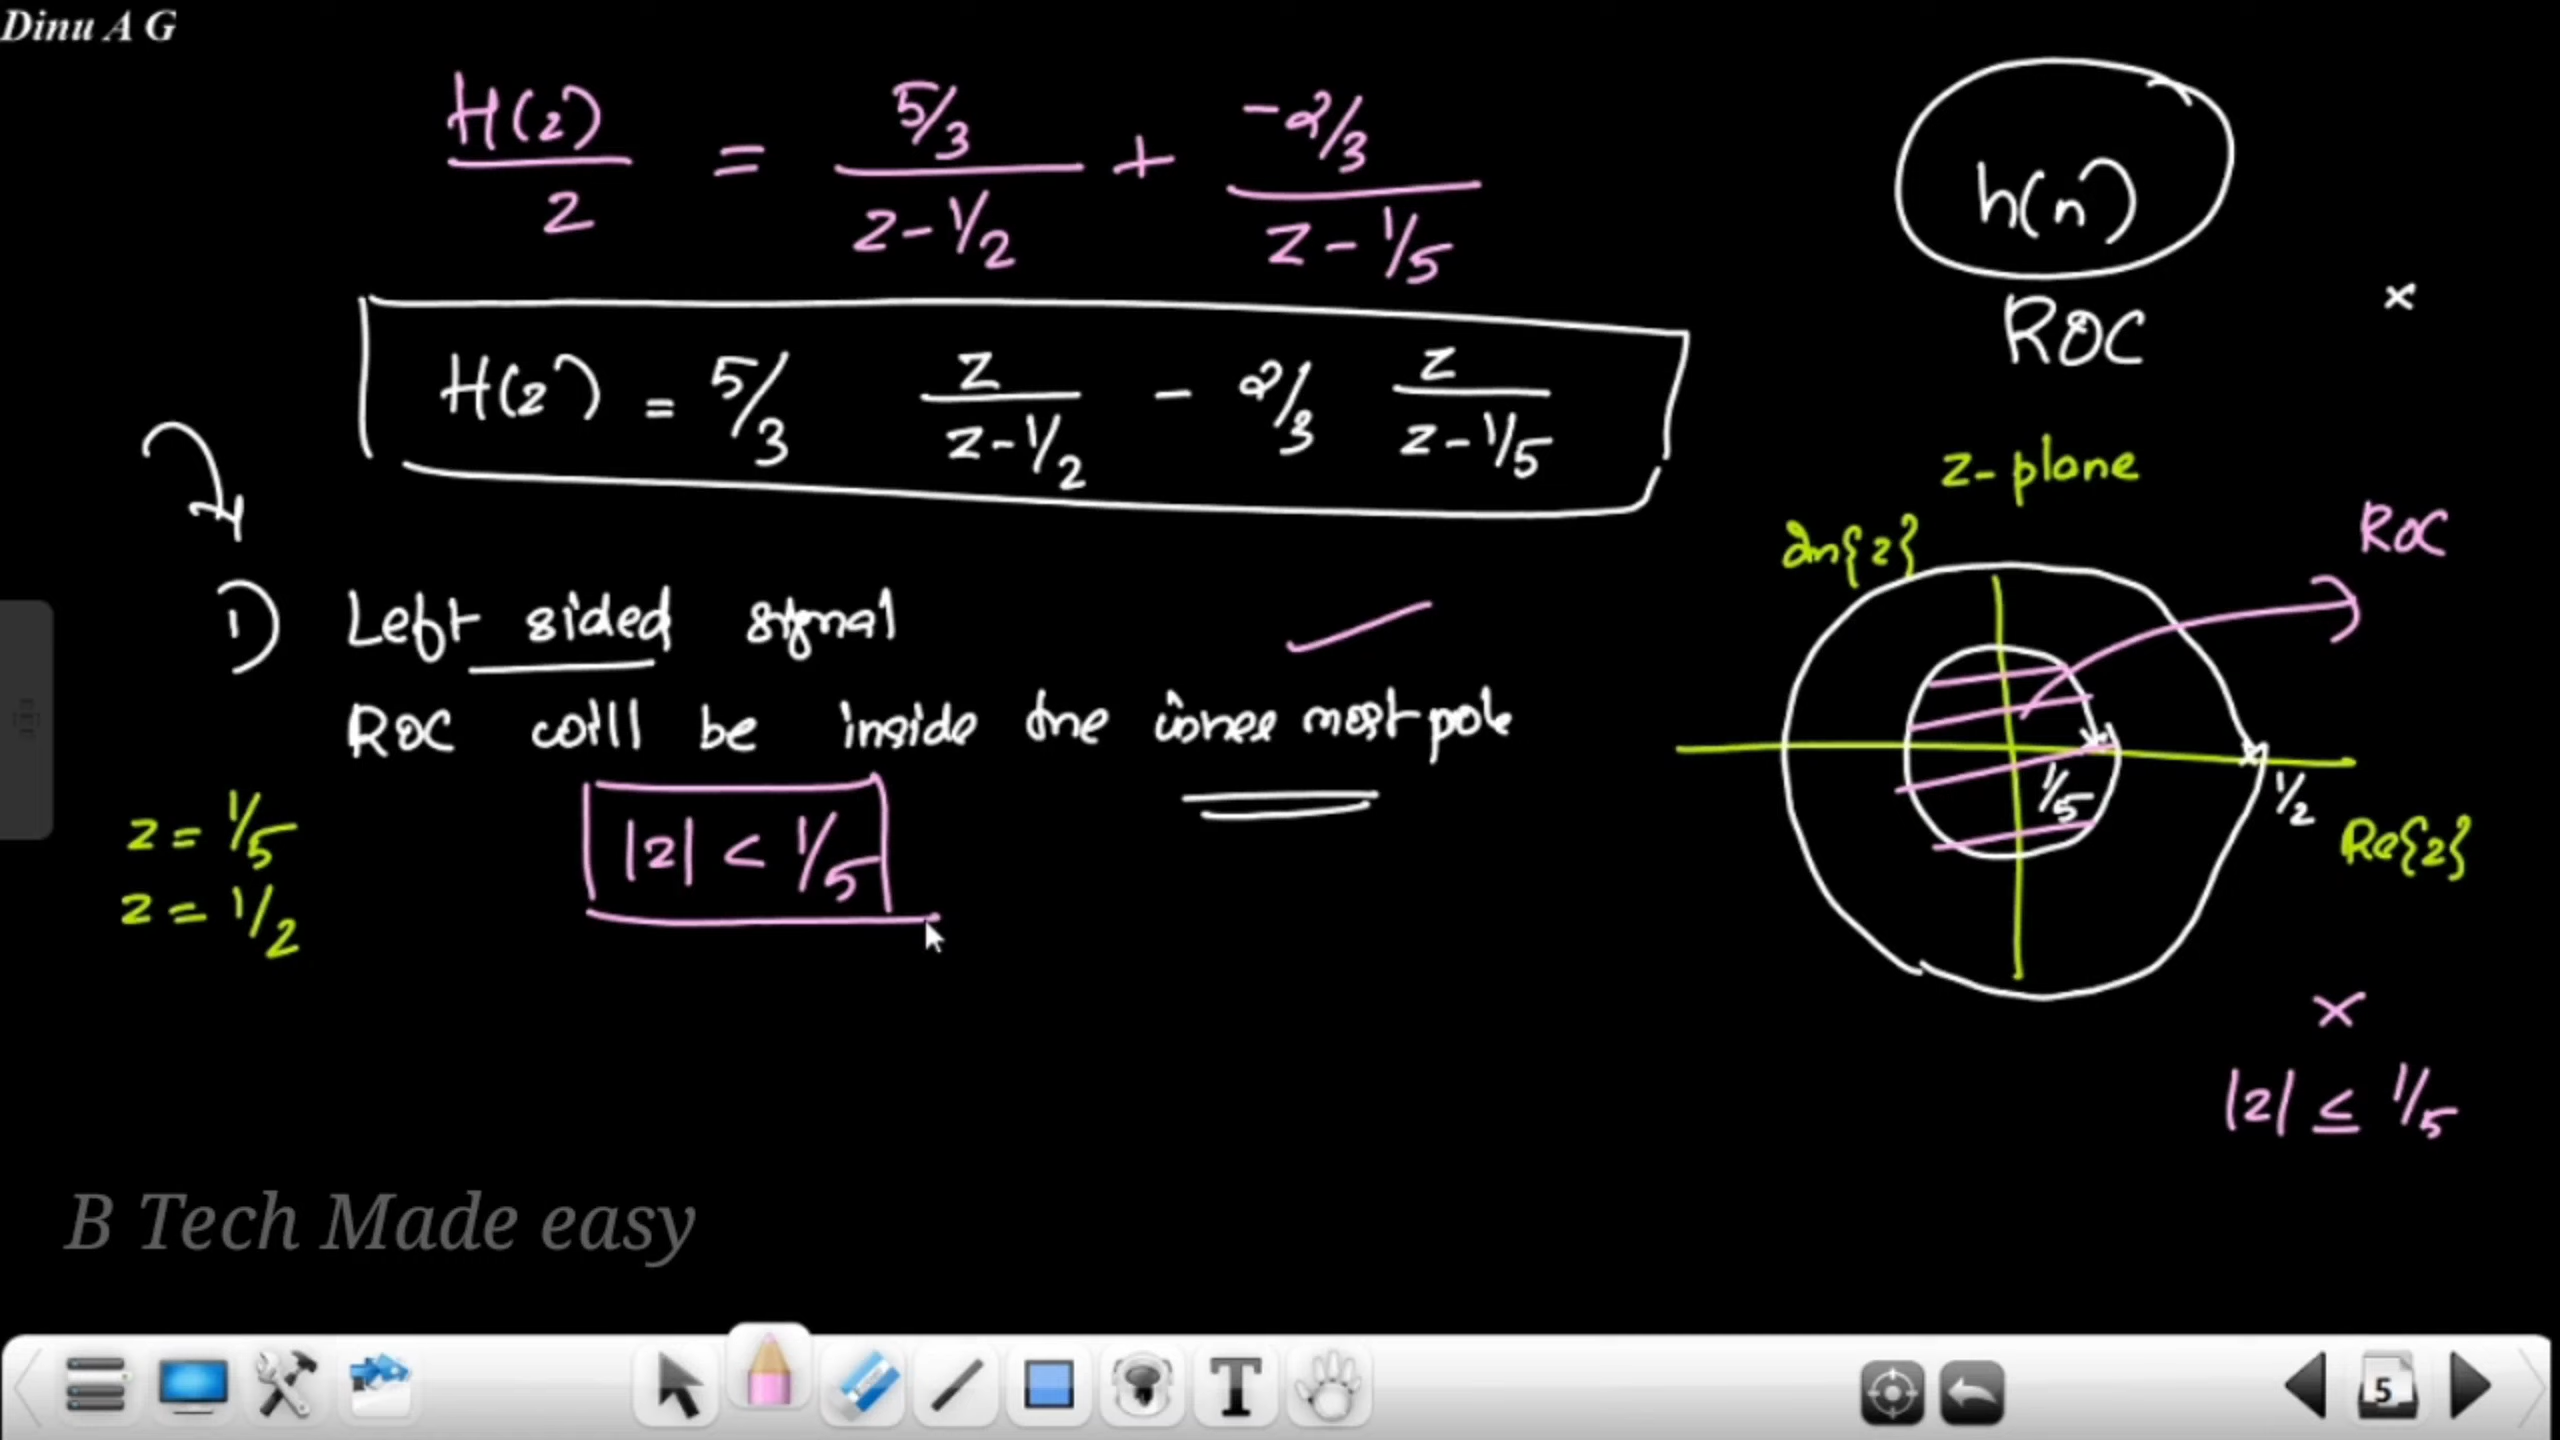 Dinu A G
H(z)/z = 5/3/(z-1/2) + -2/3/(z-1/5)
h(n)
ROC
x
H(z) = 5/3 z/(z-1/2) - 2/3 z/(z-1/5)
z-plane
Im{z}
ROC
1) Left sided signal
ROC will be inside the inner most pole
z = 1/5
z = 1/2
|z| < 1/5
1/5
1/2
Re{z}
x
|z| ≤ 1/5
B Tech Made easy
T
5